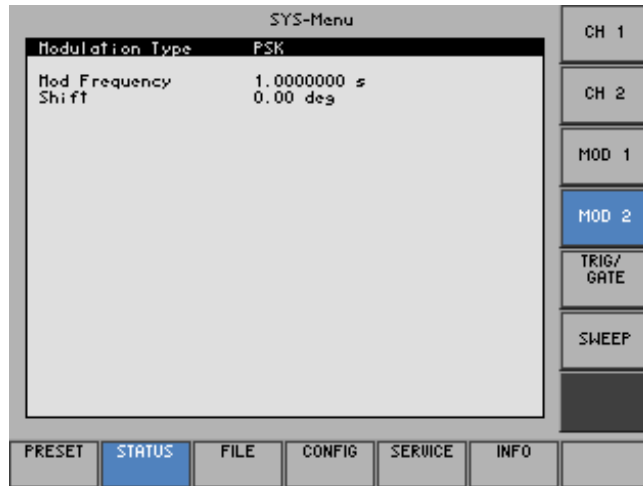 SYS-Menu
Modulation Type PSK
Mod Frequency 1.0000000 s
Shift 0.00 deg
CH 1
CH 2
MOD 1
MOD 2
TRIG/
GATE
SWEEP
PRESET STATUS FILE CONFIG SERVICE INFO